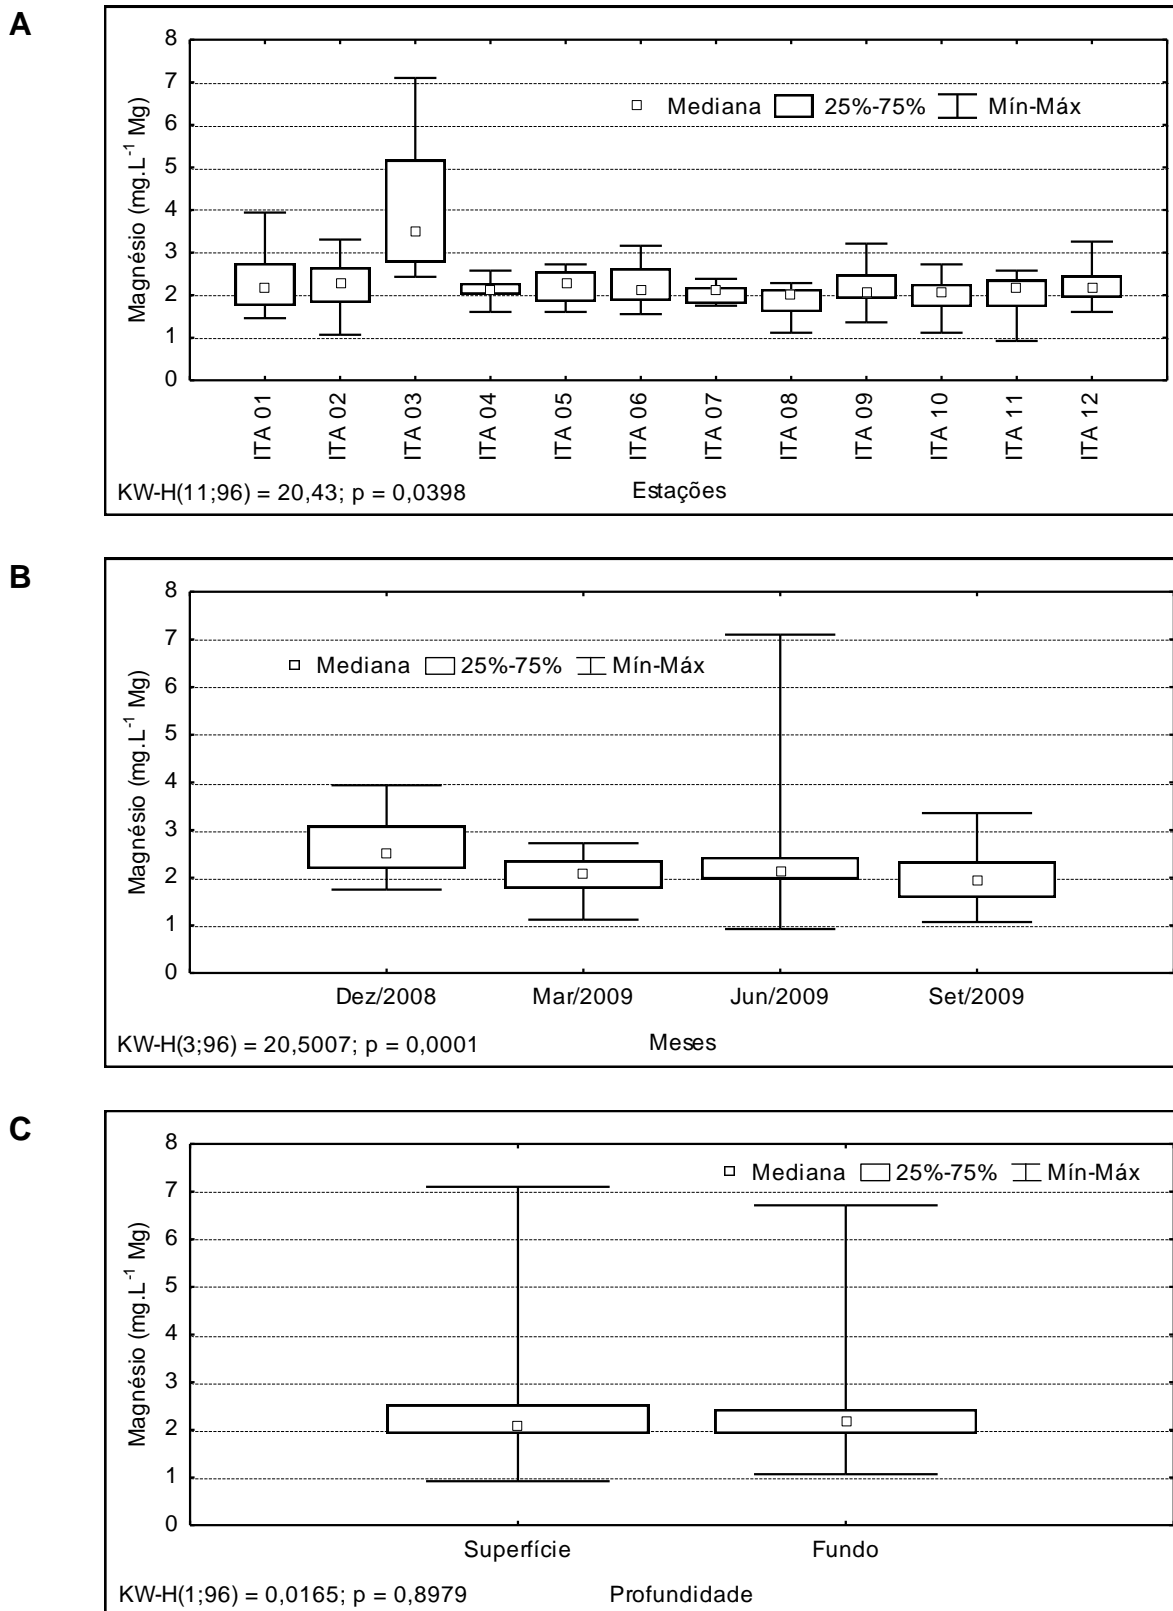 A
8
7
6
5
4
3
2
1
0
Magnésio (mg.L⁻¹ Mg)
Mediana 25%-75% Mín-Máx
ITA 01 ITA 02 ITA 03 ITA 04 ITA 05 ITA 06 ITA 07 ITA 08 ITA 09 ITA 10 ITA 11 ITA 12
KW-H(11;96) = 20,43; p = 0,0398 Estações
B
8
7
6
5
4
3
2
1
0
Magnésio (mg.L⁻¹ Mg)
Mediana 25%-75% Mín-Máx
Dez/2008 Mar/2009 Jun/2009 Set/2009
KW-H(3;96) = 20,5007; p = 0,0001 Meses
C
8
7
6
5
4
3
2
1
0
Magnésio (mg.L⁻¹ Mg)
Mediana 25%-75% Mín-Máx
Superfície Fundo
KW-H(1;96) = 0,0165; p = 0,8979 Profundidade